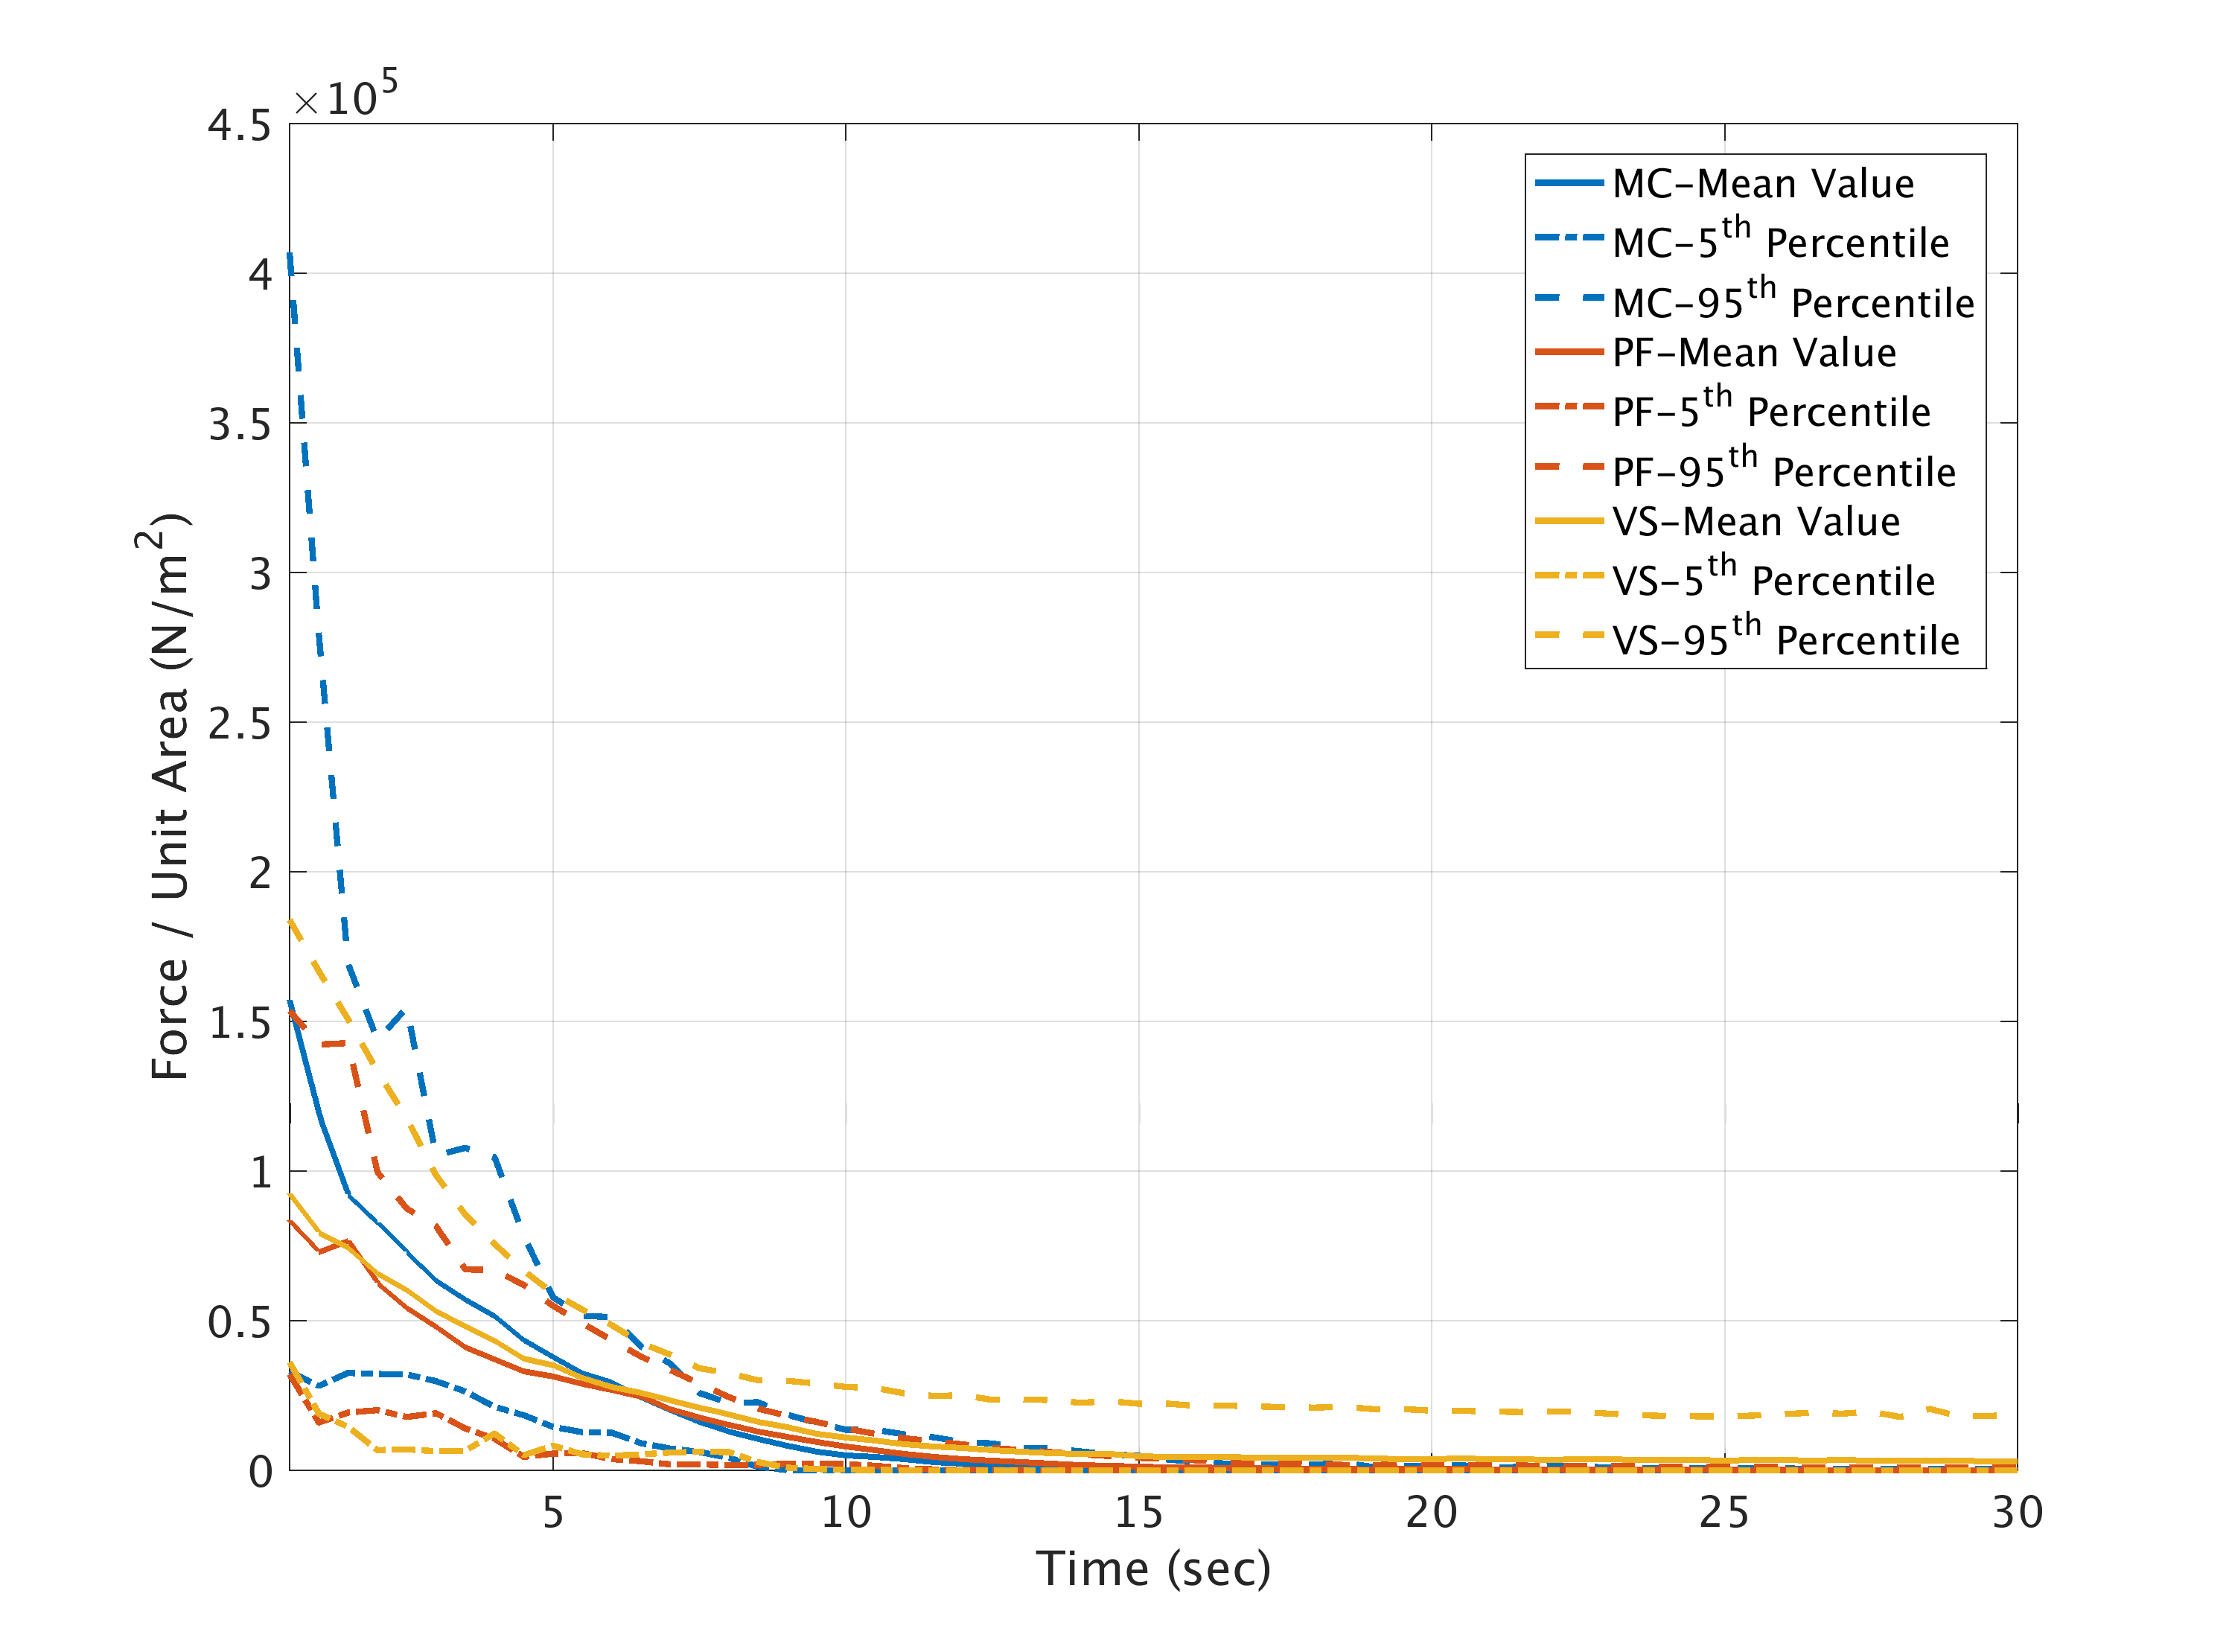 ×10^5
4.5
4
3.5
3
2.5
2
1.5
1
0.5
0
Force / Unit Area (N/m^2)
MC–Mean Value
MC–5^th Percentile
MC–95^th Percentile
PF–Mean Value
PF–5^th Percentile
PF–95^th Percentile
VS–Mean Value
VS–5^th Percentile
VS–95^th Percentile
5 10 15 20 25 30
Time (sec)